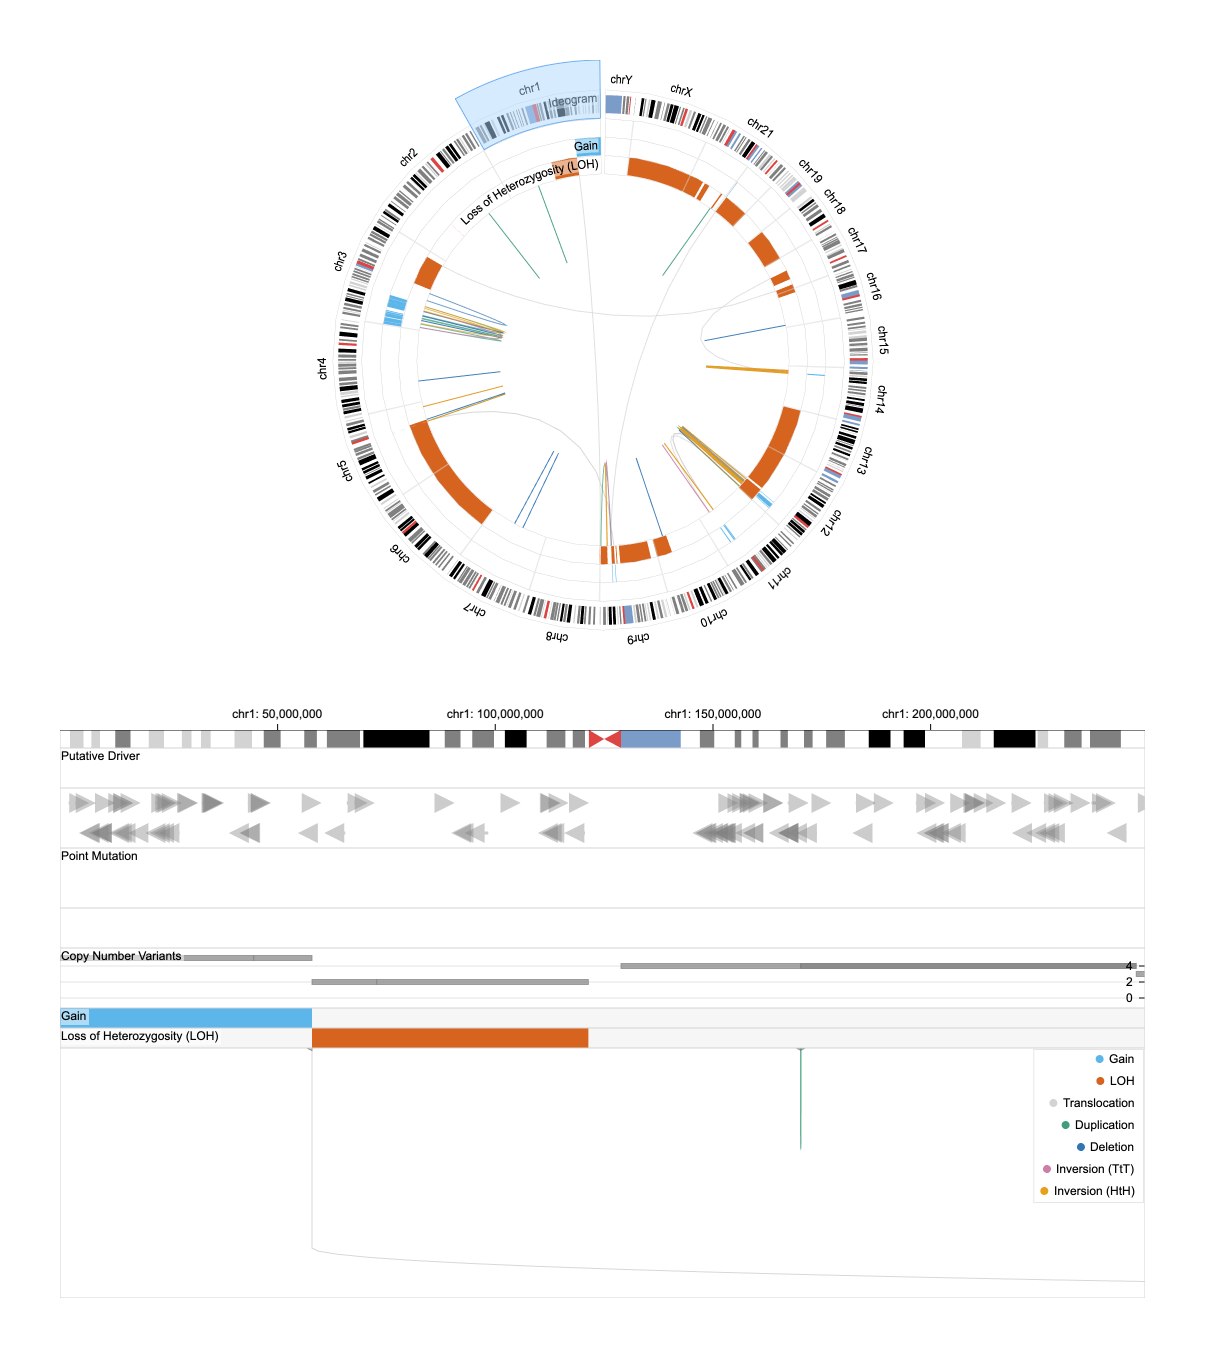 chr1
Ideogram
Gain
Loss of Heterozygosity (LOH)
chrY
chrX
chr21
chr19
chr18
chr17
chr16
chr15
chr14
chr13
chr12
chr11
chr10
chr9
chr8
chr7
chr6
chr5
chr4
chr3
chr2
chr1: 50,000,000 chr1: 100,000,000 chr1: 150,000,000 chr1: 200,000,000
Putative Driver
Point Mutation
Copy Number Variants
4
2
0
Gain
Loss of Heterozygosity (LOH)
Gain
LOH
Translocation
Duplication
Deletion
Inversion (TtT)
Inversion (HtH)